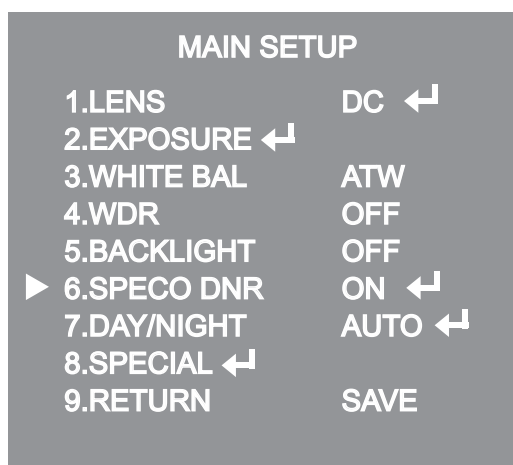 MAIN SETUP
1.LENS DC ↵
2.EXPOSURE ↵
3.WHITE BAL ATW
4.WDR OFF
5.BACKLIGHT OFF
▶ 6.SPECO DNR ON ↵
7.DAY/NIGHT AUTO ↵
8.SPECIAL ↵
9.RETURN SAVE